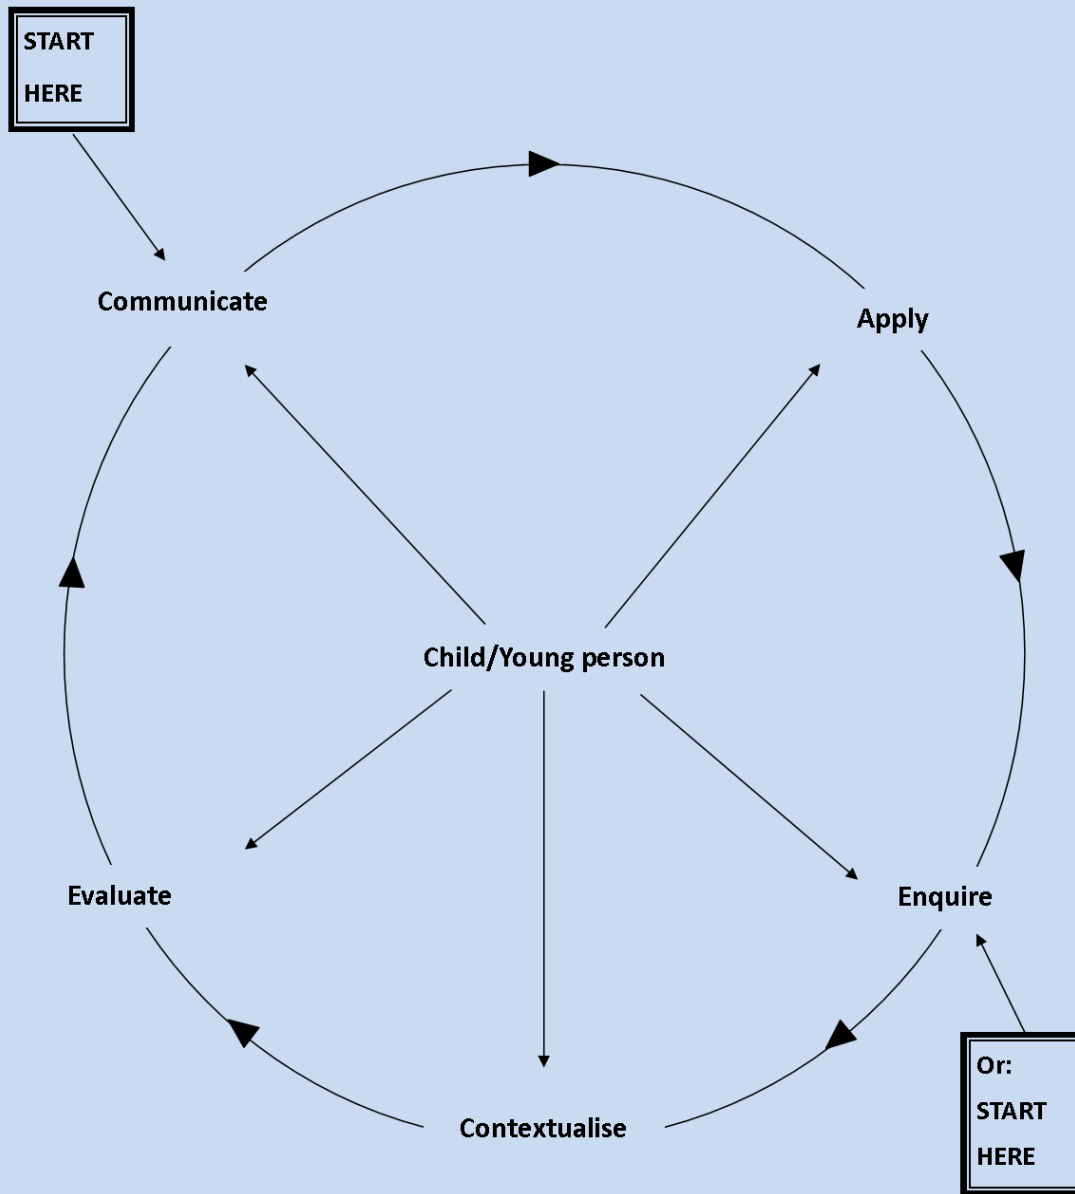 START
HERE
Communicate
Apply
Child/Young person
Evaluate
Enquire
Contextualise
Or:
START
HERE